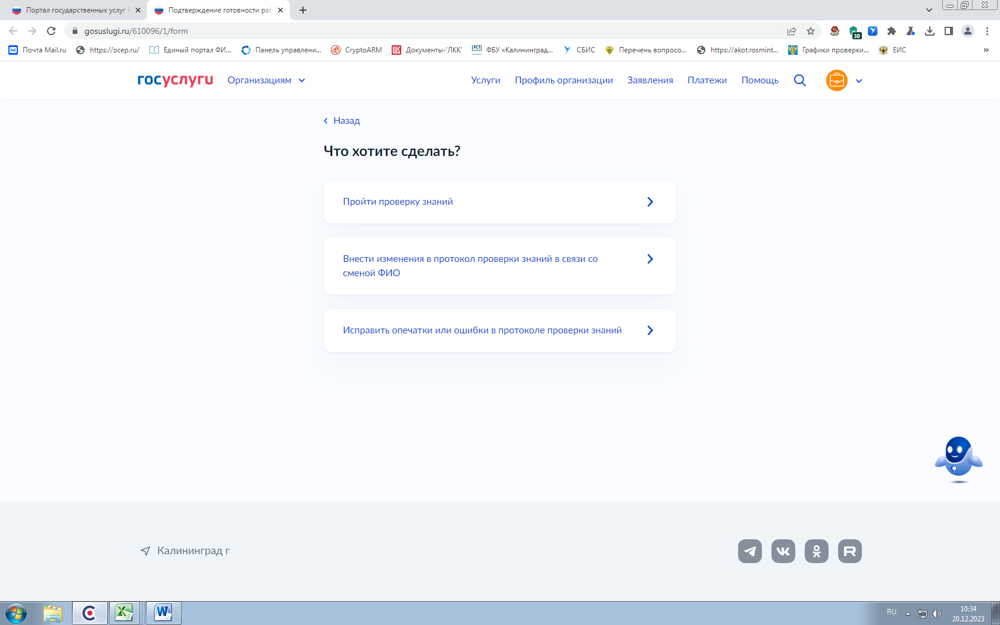 Портал государственных услуг
Подтверждение готовности раб
gosuslugi.ru/610096/1/form
30
Почта Mail.ru
https://ocep.ru/
Единый портал ФИ...
Панель управлени...
CryptoARM
Документы-'ЛКК'
ФБУ «Калининград...
СБИС
Перечень вопросо...
https://akot.rosmint...
Графики проверки...
ЕИС
госуслуги
Организациям
Услуги
Профиль организации
Заявления
Платежи
Помощь
Назад
Что хотите сделать?
Пройти проверку знаний
Внести изменения в протокол проверки знаний в связи со
сменой ФИО
Исправить опечатки или ошибки в протоколе проверки знаний
Калининград г
RU
10:34
20.12.2023